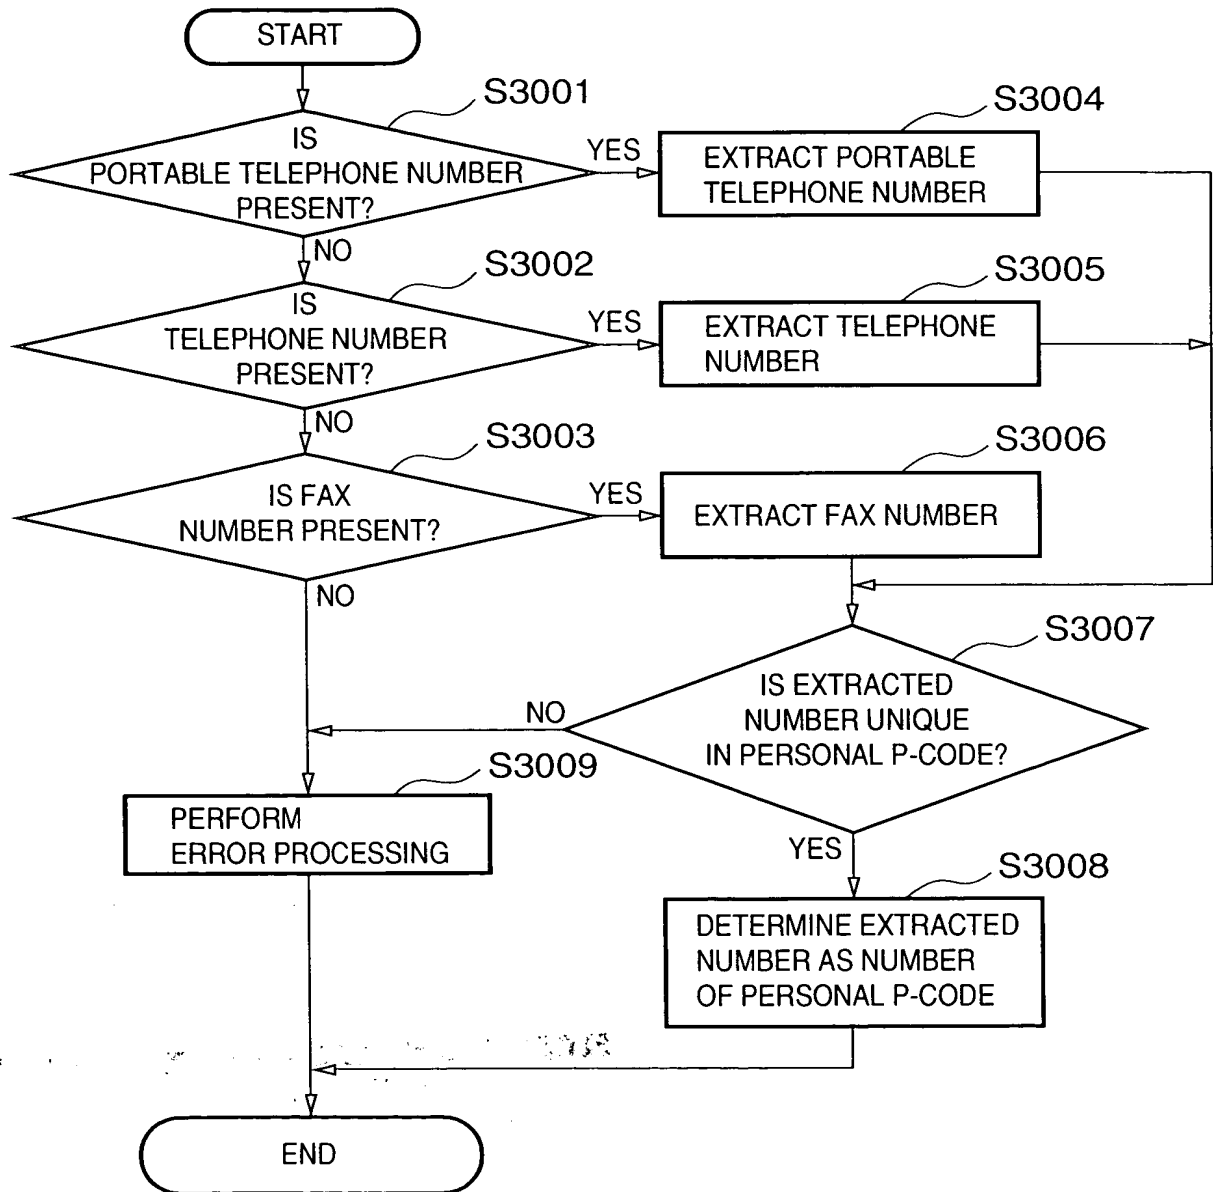 START
S3001
IS
PORTABLE TELEPHONE NUMBER
PRESENT?
YES
S3004
EXTRACT PORTABLE
TELEPHONE NUMBER
NO
S3002
IS
TELEPHONE NUMBER
PRESENT?
YES
S3005
EXTRACT TELEPHONE
NUMBER
NO
S3003
IS FAX
NUMBER PRESENT?
YES
S3006
EXTRACT FAX NUMBER
NO
S3007
IS EXTRACTED
NUMBER UNIQUE
IN PERSONAL P-CODE?
NO
S3009
PERFORM
ERROR PROCESSING
YES
S3008
DETERMINE EXTRACTED
NUMBER AS NUMBER
OF PERSONAL P-CODE
END